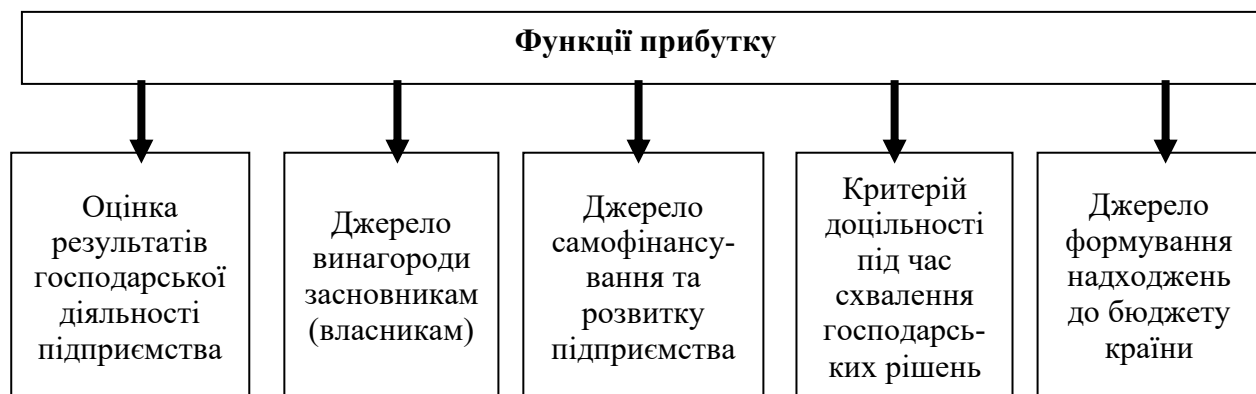 Функції прибутку
Оцінка
результатів
господарської
діяльності
підприємства
Джерело
винагороди
засновникам
(власникам)
Джерело
самофінансу-
вання та
розвитку
підприємства
Критерій
доцільності
під час
схвалення
господарсь-
ких рішень
Джерело
формування
надходжень
до бюджету
країни